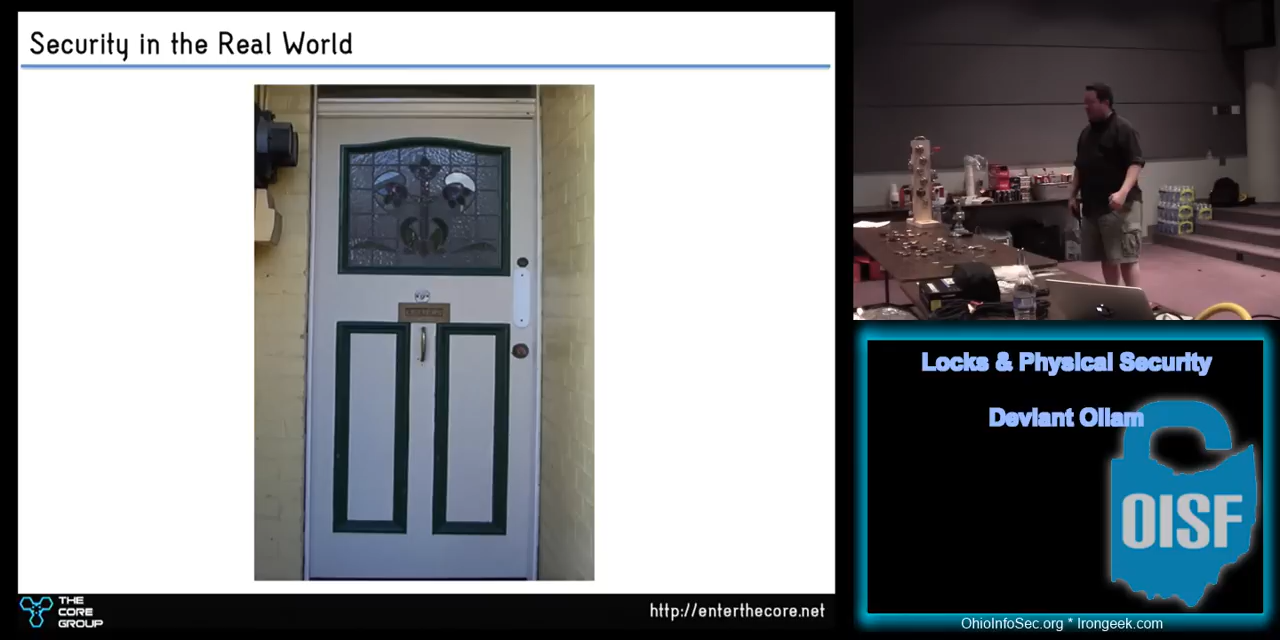 Security in the Real World
THE
CORE
GROUP
http://enterthecore.net
Locks & Physical Security
Deviant Ollam
OISF
OhioInfoSec.org * Irongeek.com